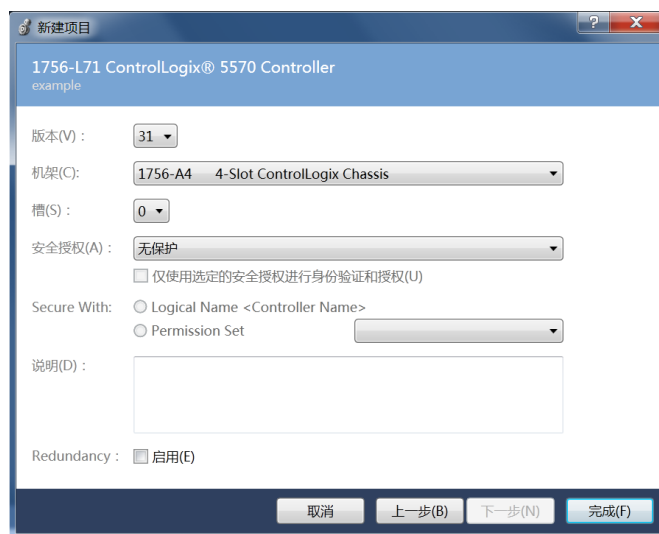 新建项目
1756-L71 ControlLogix® 5570 Controller
example
版本(V)： 31
机架(C): 1756-A4 4-Slot ControlLogix Chassis
槽(S)： 0
安全授权(A)： 无保护
仅使用选定的安全授权进行身份验证和授权(U)
Secure With: Logical Name <Controller Name>
Permission Set
说明(D)：
Redundancy： 启用(E)
取消 上一步(B) 下一步(N) 完成(F)